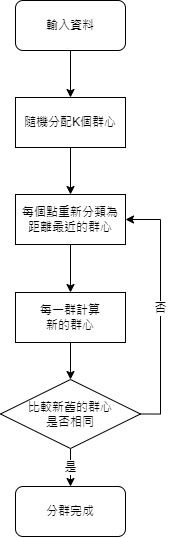 輸入資料
隨機分配K個群心
每個點重新分類為
距離最近的群心
每一群計算
新的群心
否
比較新舊的群心
是否相同
是
分群完成